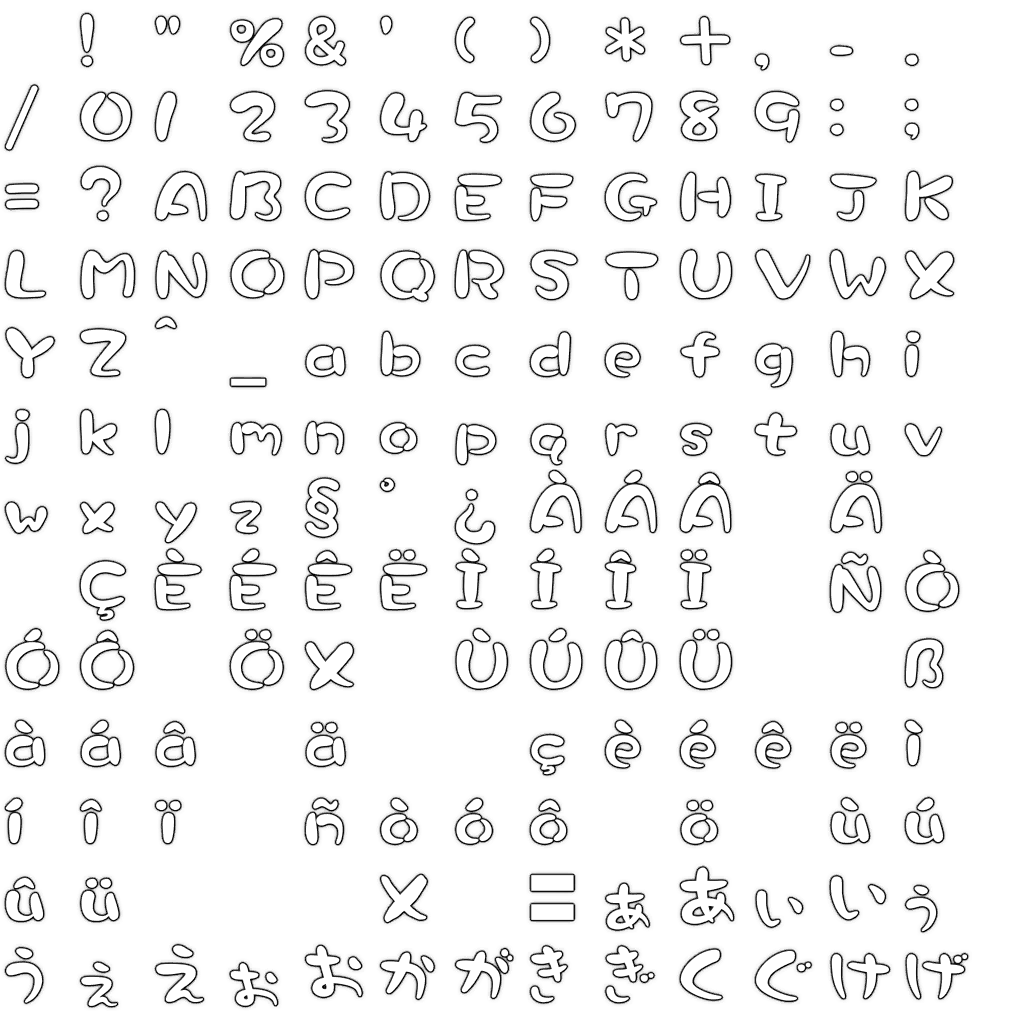 ! " % & ' ( ) * + , - .
/ 0 1 2 3 4 5 6 7 8 9 : ;
= ? A B C D E F G H I J K
L M N O P Q R S T U V W X
Y Z ^ _ a b c d e f g h i
j k l m n o p q r s t u v
w x y z § ° ¿ À Á Â Ä
Ç È É Ê Ë Ì Í Î Ï Ñ Ò
Ó Ô Ö × Ù Ú Û Ü ß
à á â ä ç è é ê ë ì
í î ï ñ ò ó ô ö ù ú
û ü × = ぁ あ ぃ い ぅ
う ぇ え ぉ お か が き ぎ く ぐ け げ